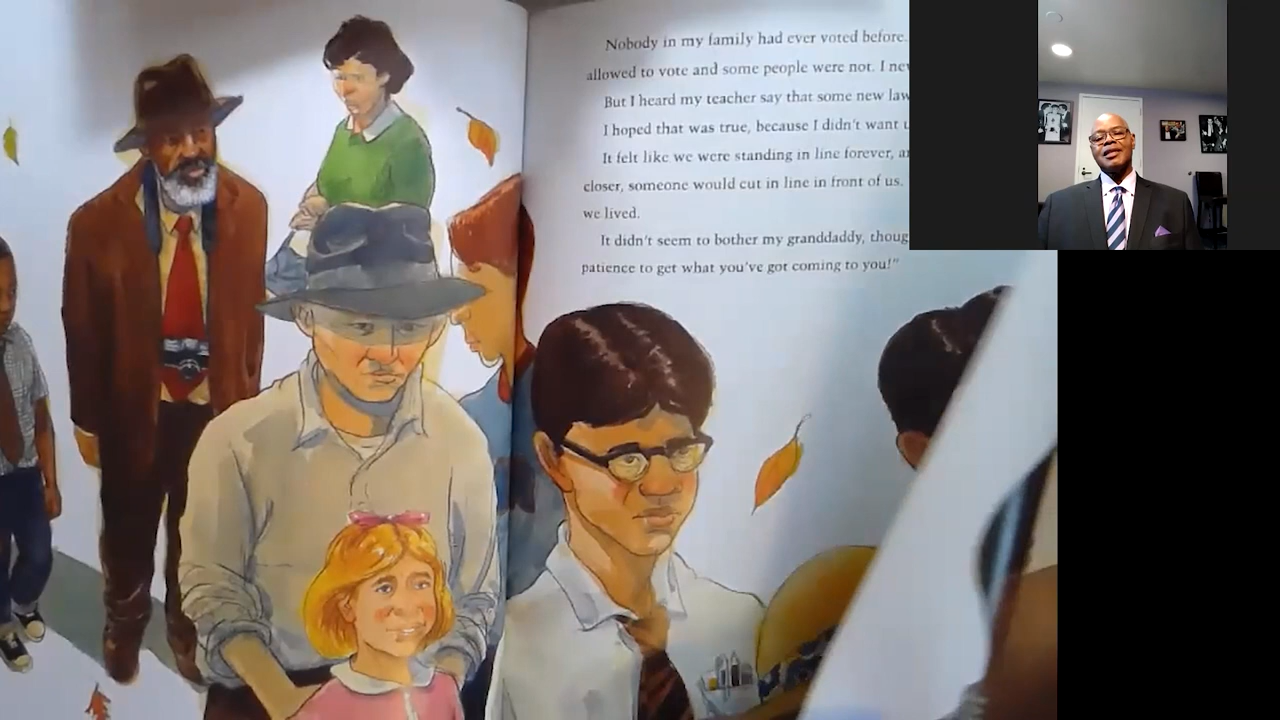 Nobody in my family had ever voted before.
allowed to vote and some people were not. I
But I heard my teacher say that some new law
I hoped that was true, because I didn't want
It felt like we were standing in line forever,
closer, someone would cut in line in front of us.
we lived.
It didn't seem to bother my granddaddy,
patience to get what you've got coming to you!"